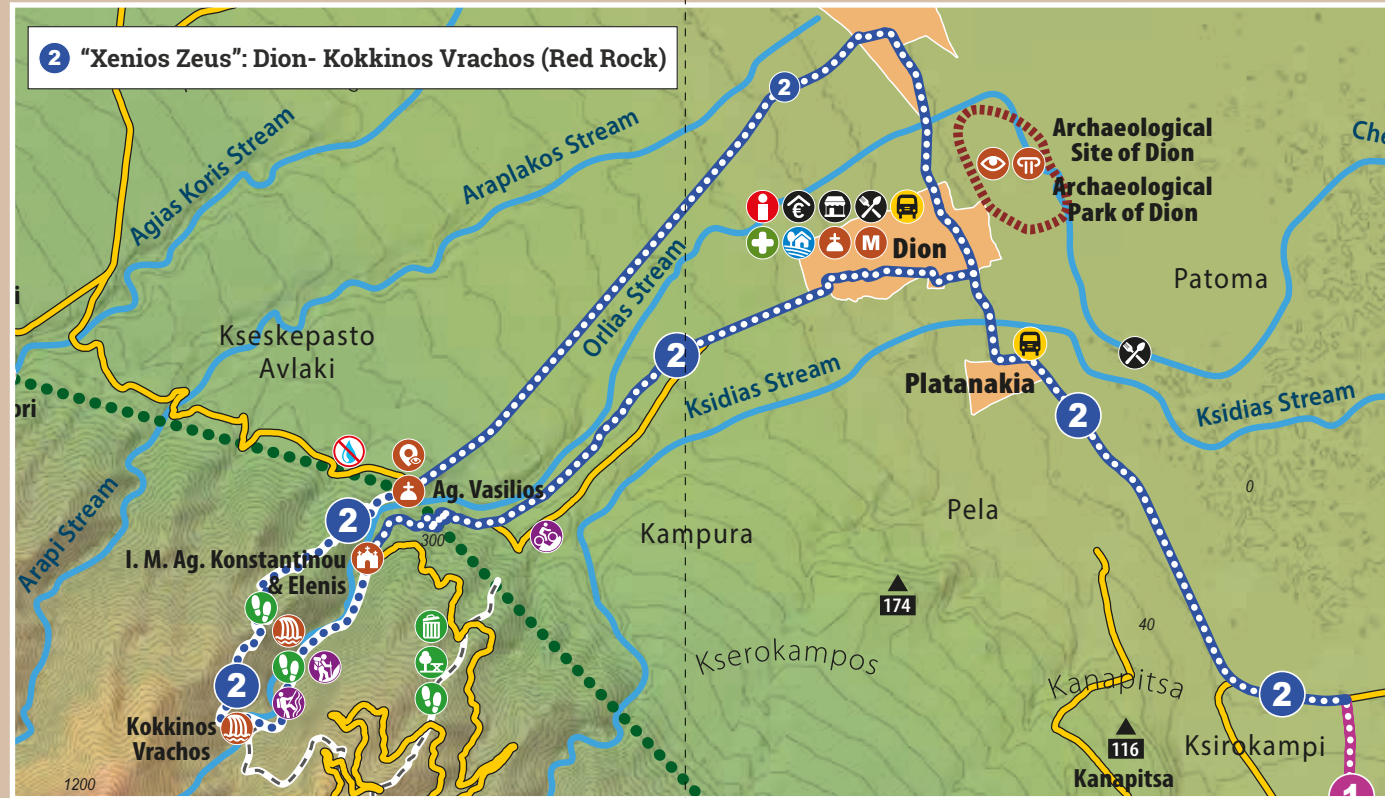 2 "Xenios Zeus": Dion- Kokkinos Vrachos (Red Rock)
2
Archaeological
Site of Dion
Archaeological
Park of Dion
Agias Koris Stream
Araplakos Stream
Orlias Stream
€
M
Dion
Patoma
Kseskepasto
Avlaki
2
Ksidias Stream
Platanakia
2
Ksidias Stream
Ag. Vasilios
2
300
0
Pela
Kampura
Arapi Stream
I. M. Ag. Konstantinou
& Elenis
174
40
Kserokampos
Kanapitsa
2
2
Kokkinos
Vrachos
116
Ksirokampi
Kanapitsa
1200
1